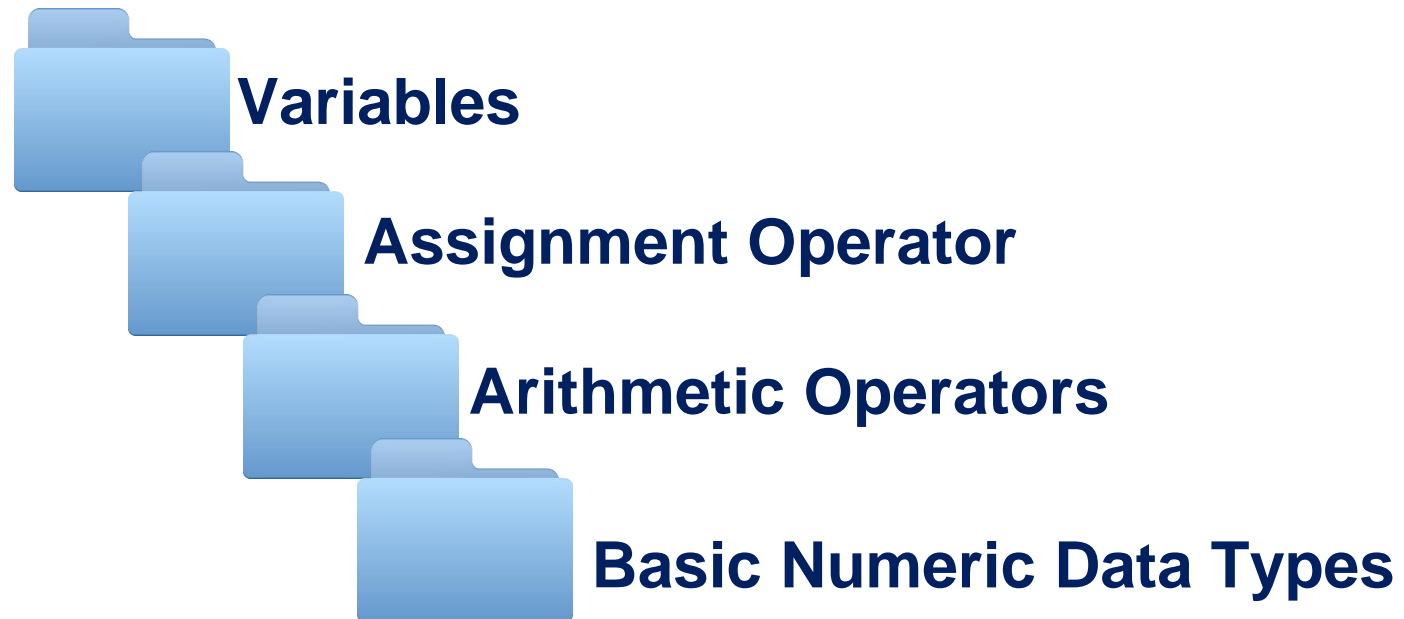 Variables
Assignment Operator
Arithmetic Operators
Basic Numeric Data Types